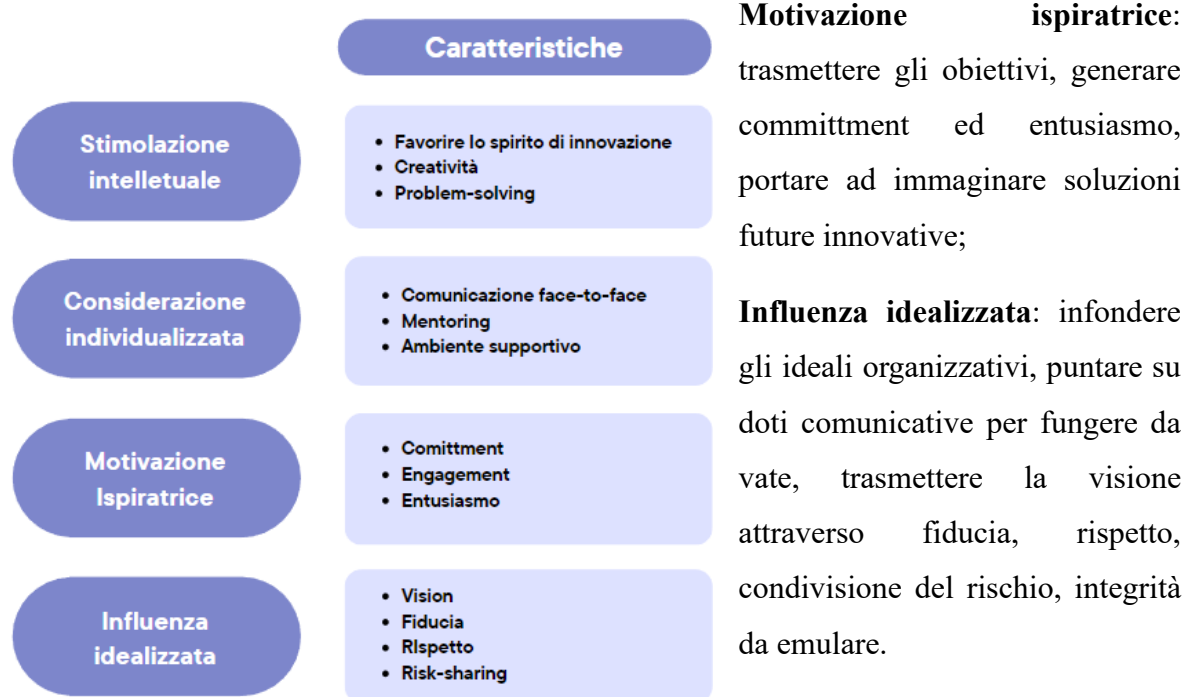 Caratteristiche
Stimolazione
intelletuale
• Favorire lo spirito di innovazione
• Creatività
• Problem-solving
Considerazione
individualizzata
• Comunicazione face-to-face
• Mentoring
• Ambiente supportivo
Motivazione
Ispiratrice
• Comittment
• Engagement
• Entusiasmo
Influenza
idealizzata
• Vision
• Fiducia
• RIspetto
• Risk-sharing
Motivazione ispiratrice:
trasmettere gli obiettivi, generare
committment ed entusiasmo,
portare ad immaginare soluzioni
future innovative;
Influenza idealizzata: infondere
gli ideali organizzativi, puntare su
doti comunicative per fungere da
vate, trasmettere la visione
attraverso fiducia, rispetto,
condivisione del rischio, integrità
da emulare.